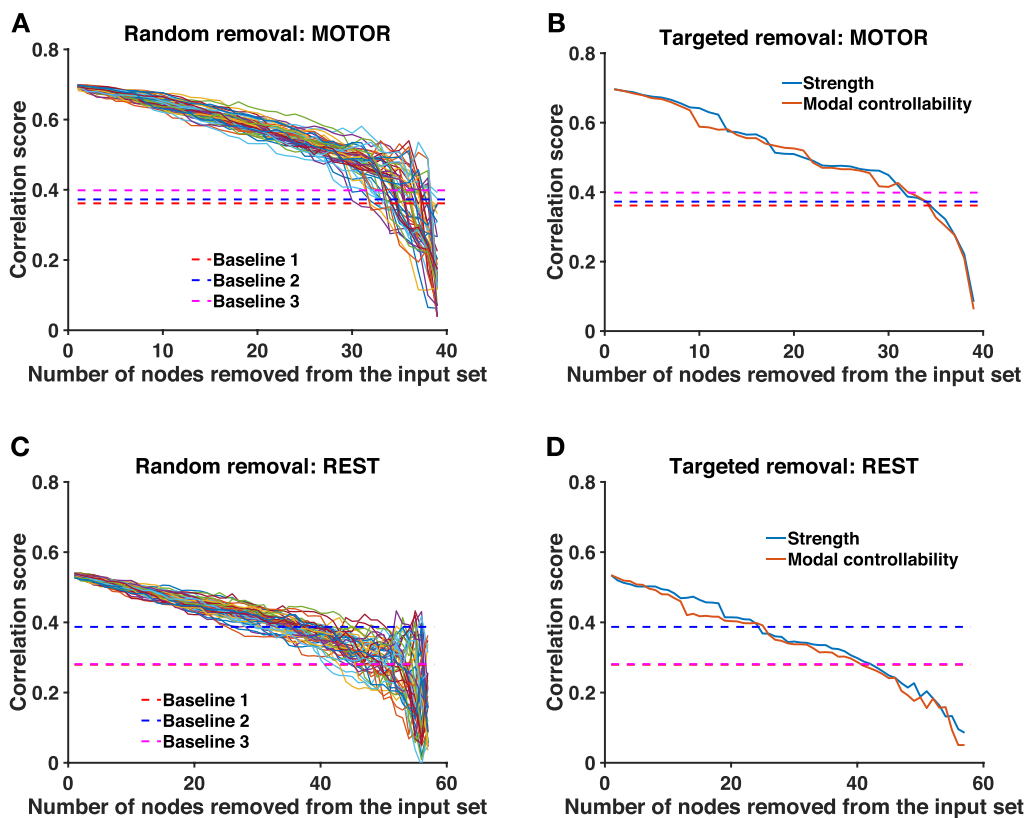 A
Random removal: MOTOR
Correlation score
0.8
0.6
0.4
0.2
0
Baseline 1
Baseline 2
Baseline 3
0 10 20 30 40
Number of nodes removed from the input set
B
Targeted removal: MOTOR
Correlation score
0.8
0.6
0.4
0.2
0
Strength
Modal controllability
0 10 20 30 40
Number of nodes removed from the input set
C
Random removal: REST
Correlation score
0.8
0.6
0.4
0.2
0
Baseline 1
Baseline 2
Baseline 3
0 20 40 60
Number of nodes removed from the input set
D
Targeted removal: REST
Correlation score
0.8
0.6
0.4
0.2
0
Strength
Modal controllability
0 20 40 60
Number of nodes removed from the input set